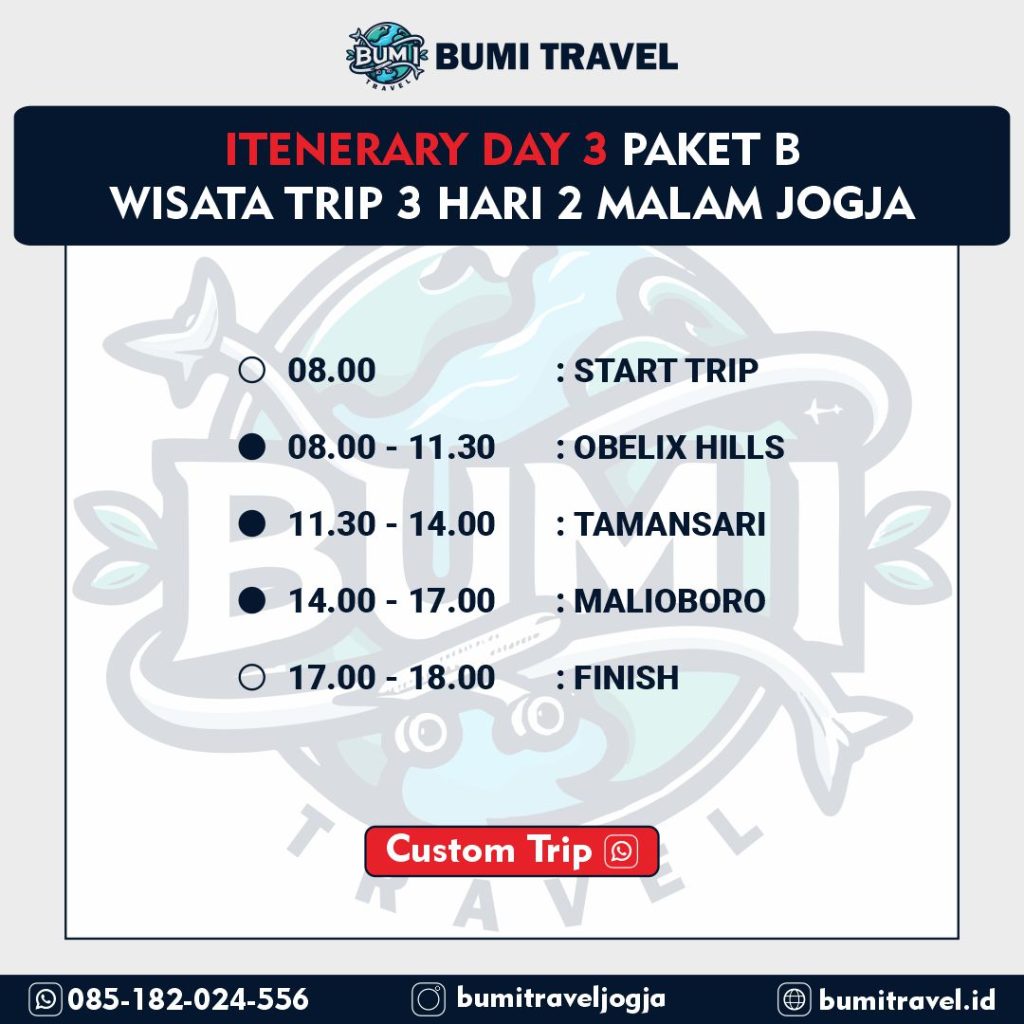 BUMI TRAVEL BUMI TRAVEL
ITENERARY DAY 3 PAKET B
WISATA TRIP 3 HARI 2 MALAM JOGJA
08.00 : START TRIP
08.00 - 11.30 : OBELIX HILLS
11.30 - 14.00 : TAMANSARI
14.00 - 17.00 : MALIOBORO
17.00 - 18.00 : FINISH
BUMI
TRAVEL
Custom Trip
085-182-024-556 bumitraveljogja bumitravel.id